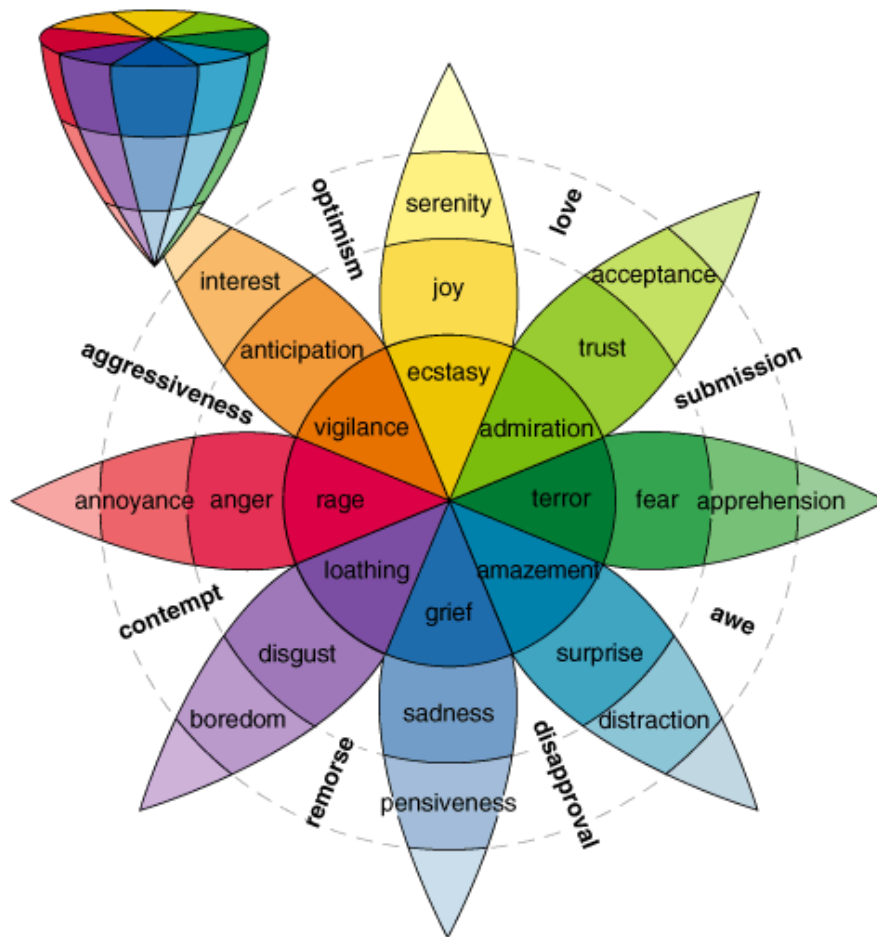 optimism
serenity
love
interest
joy
acceptance
anticipation
trust
aggressiveness
ecstasy
submission
vigilance
admiration
annoyance
anger
rage
terror
fear
apprehension
loathing
amazement
contempt
grief
awe
disgust
surprise
boredom
sadness
distraction
remorse
pensiveness
disapproval